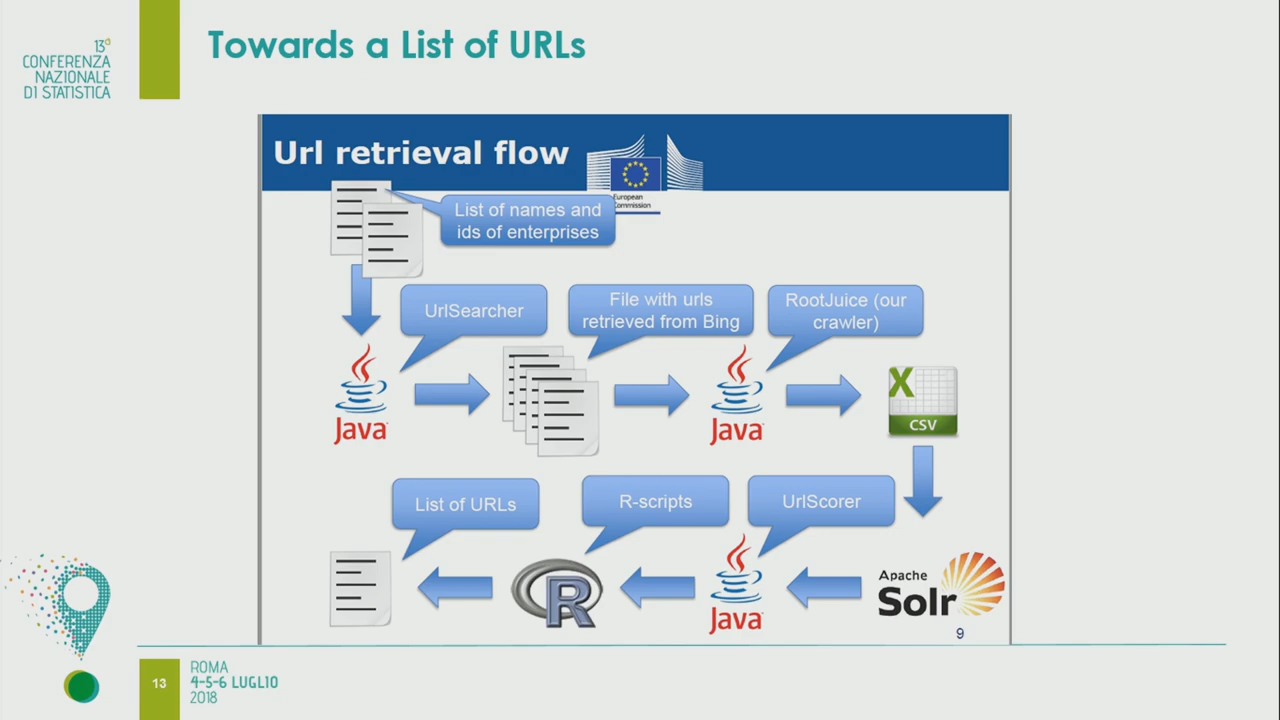 13ª
CONFERENZA
NAZIONALE
DI STATISTICA
Towards a List of URLs
Url retrieval flow
European
Commission
List of names and
ids of enterprises
UrlSearcher
File with urls
retrieved from Bing
RootJuice (our
crawler)
Java
Java
X
CSV
List of URLs
R-scripts
UrlScorer
R
Java
Apache
Solr
9
13
ROMA
4-5-6 LUGLIO
2018